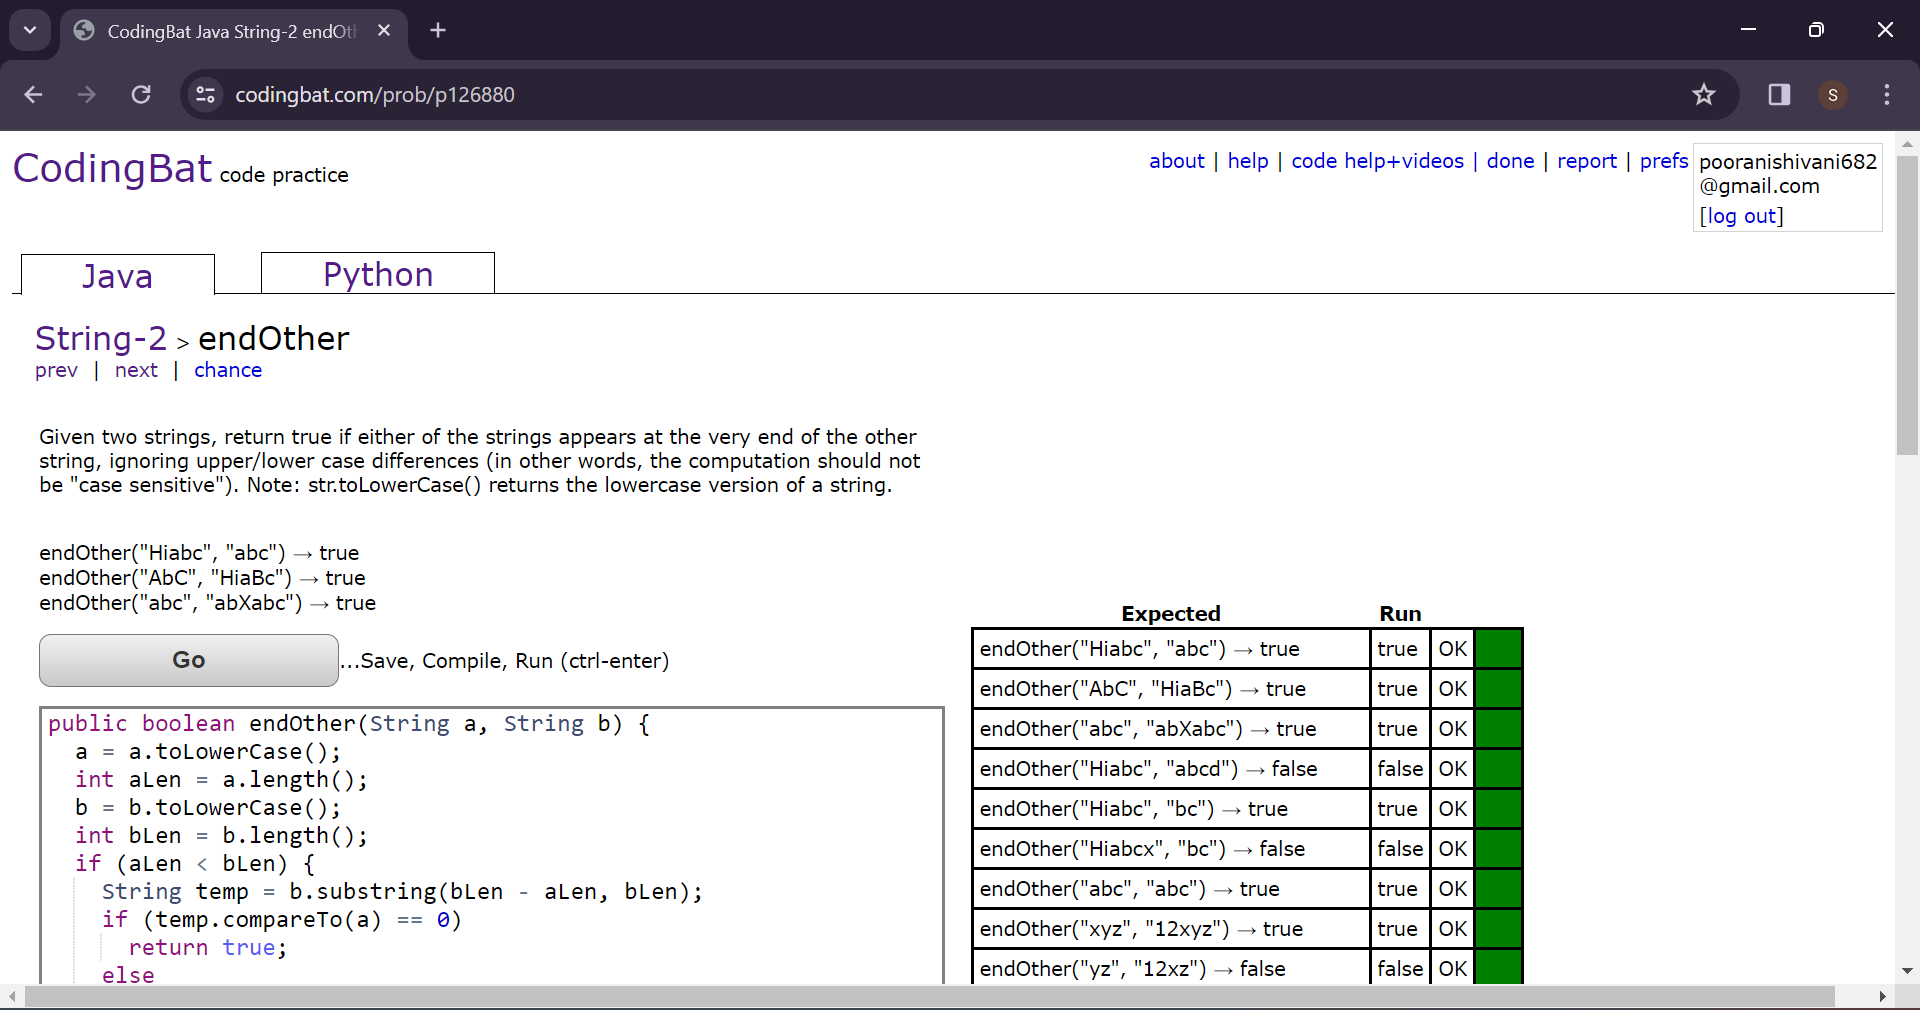 CodingBat Java String-2 endOt
codingbat.com/prob/p126880
S
CodingBat code practice
about | help | code help+videos | done | report | prefs
pooranishivani682
@gmail.com
[log out]
Java
Python
String-2 > endOther
prev | next | chance
Given two strings, return true if either of the strings appears at the very end of the other
string, ignoring upper/lower case differences (in other words, the computation should not
be "case sensitive"). Note: str.toLowerCase() returns the lowercase version of a string.
endOther("Hiabc", "abc") → true
endOther("AbC", "HiaBc") → true
endOther("abc", "abXabc") → true
Go ...Save, Compile, Run (ctrl-enter)
public boolean endOther(String a, String b) {
  a = a.toLowerCase();
  int aLen = a.length();
  b = b.toLowerCase();
  int bLen = b.length();
  if (aLen < bLen) {
    String temp = b.substring(bLen - aLen, bLen);
    if (temp.compareTo(a) == 0)
      return true;
    else
Expected Run
endOther("Hiabc", "abc") → true true OK
endOther("AbC", "HiaBc") → true true OK
endOther("abc", "abXabc") → true true OK
endOther("Hiabc", "abcd") → false false OK
endOther("Hiabc", "bc") → true true OK
endOther("Hiabcx", "bc") → false false OK
endOther("abc", "abc") → true true OK
endOther("xyz", "12xyz") → true true OK
endOther("yz", "12xz") → false false OK